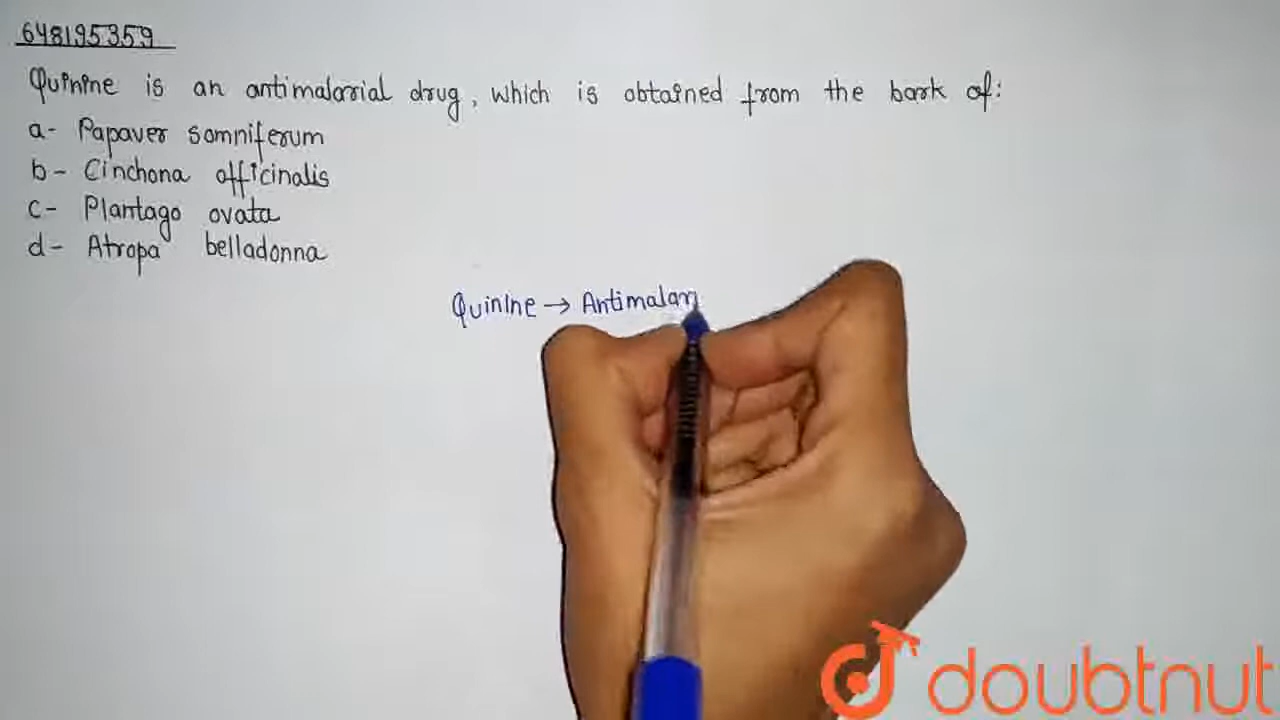 648195359
Quinine is an antimalarial drug, which is obtained from the bark of:
a- Papaver somniferum
b- Cinchona officinalis
c- Plantago ovata
d- Atropa belladonna
Quinine → Antimalari
doubtnut